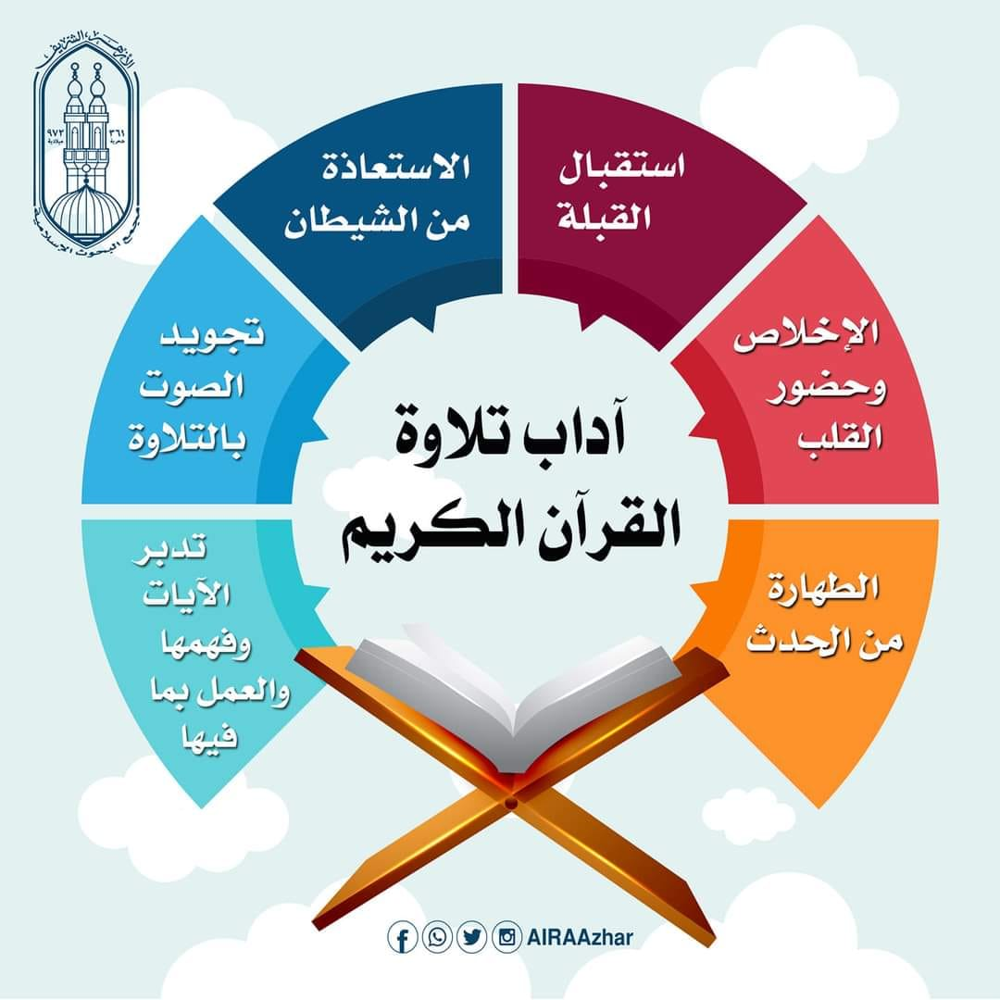 الأزهر الشريف
٣٦١ ٩٧٢
هجرية ميلادية
مجمع البحوث الإسلامية
آداب تلاوة
القرآن الكريم
الطهارة
من الحدث
الإخلاص
وحضور
القلب
استقبال
القبلة
الاستعاذة
من الشيطان
تجويد
الصوت
بالتلاوة
تدبر
الآيات
وفهمها
والعمل بما
فيها
AIRAAzhar